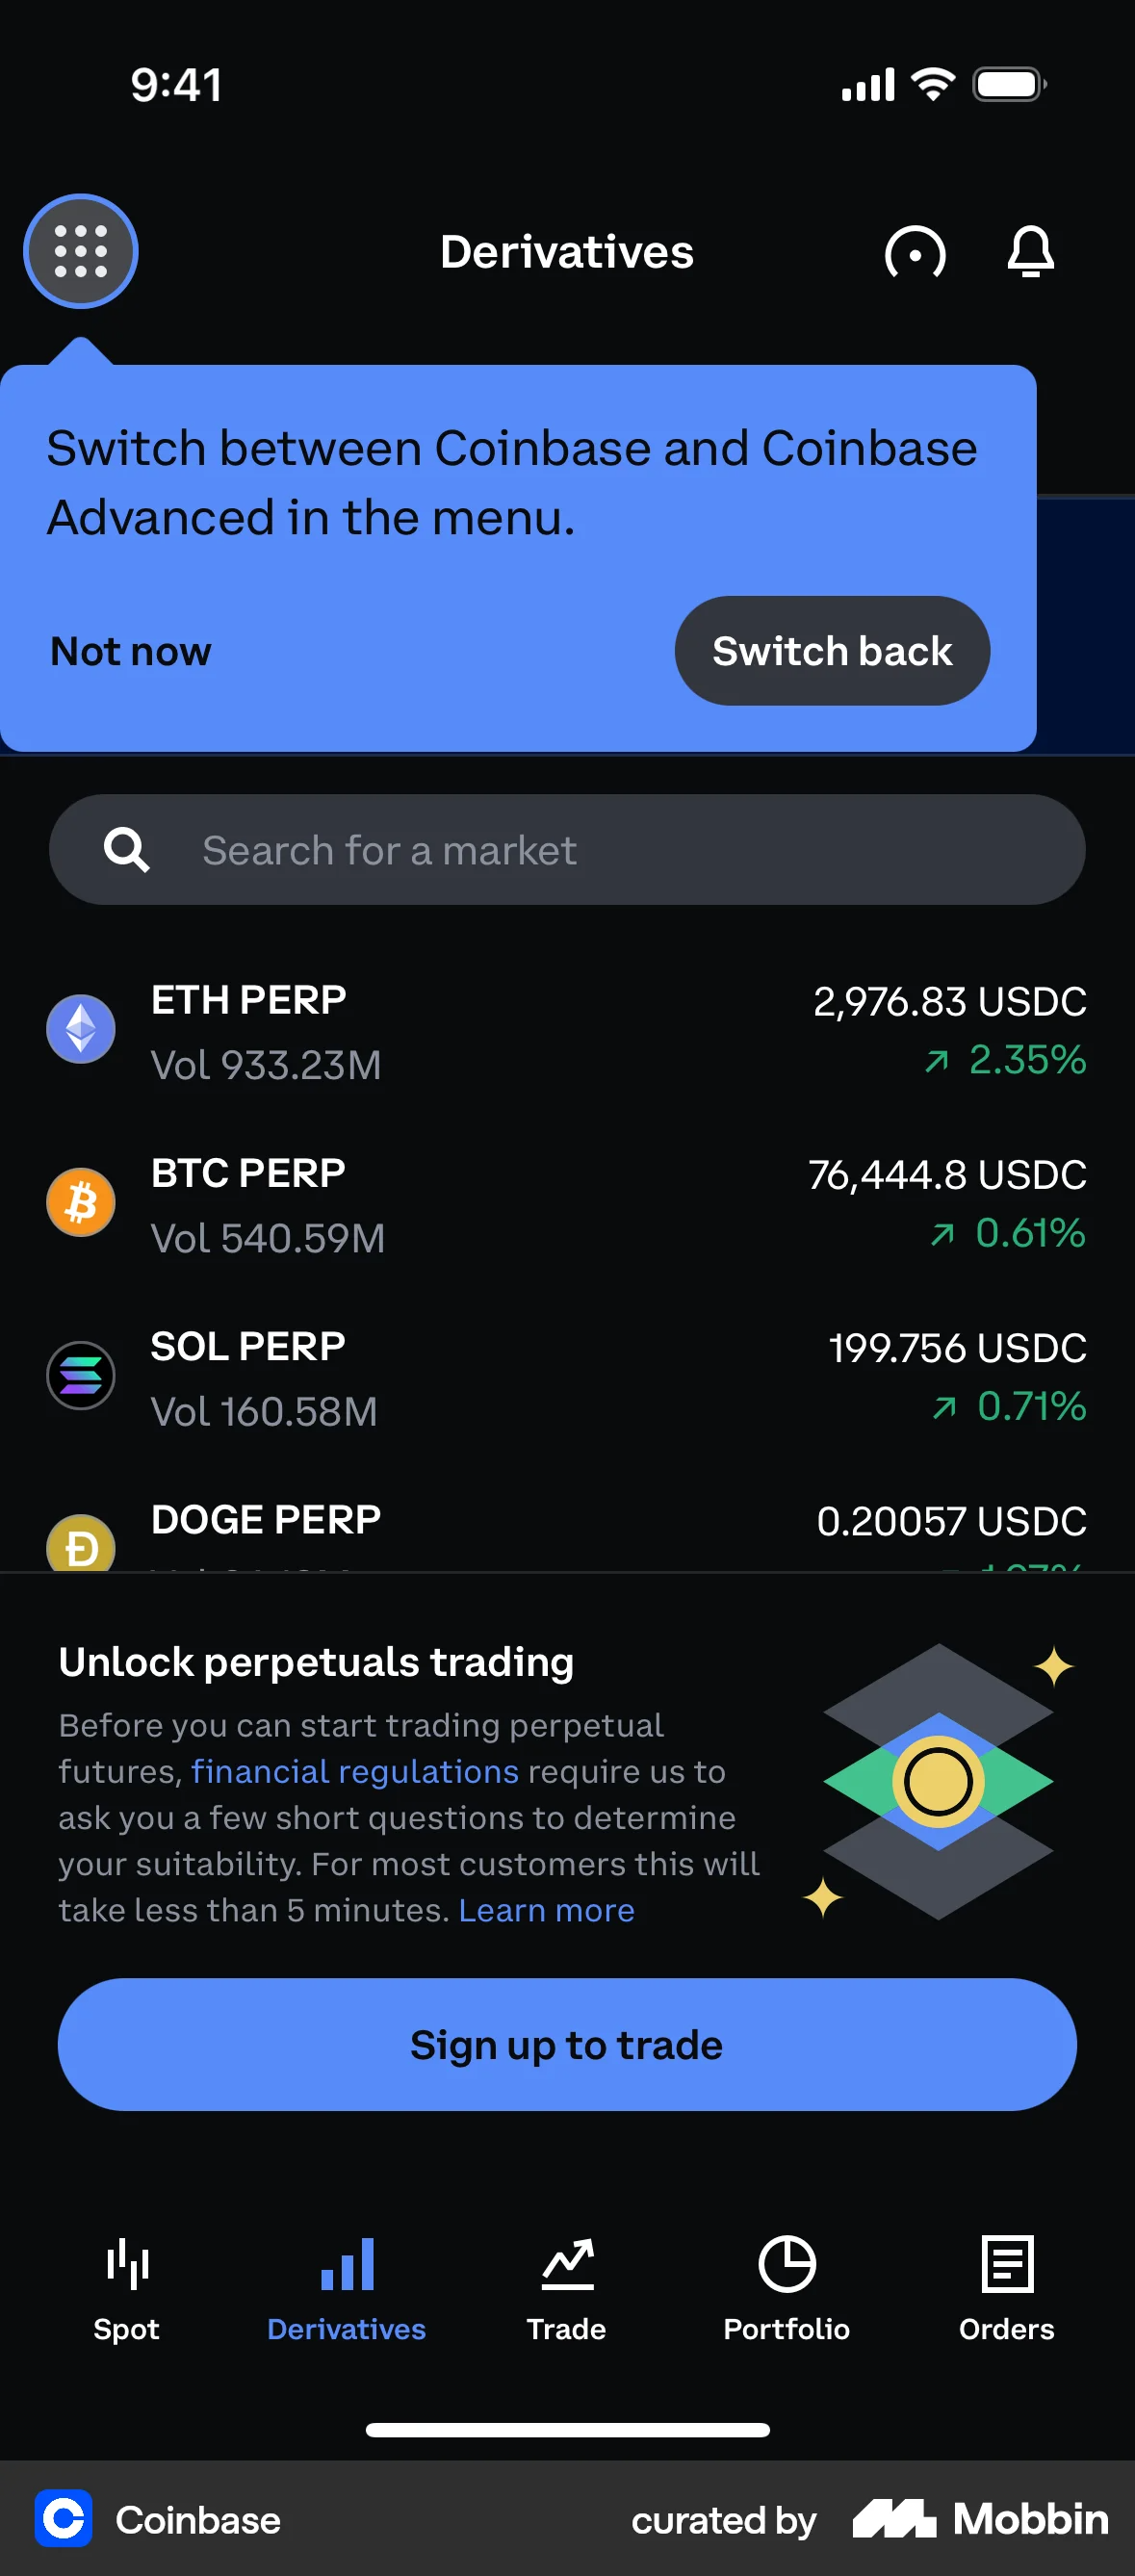 9:41
Derivatives
Switch between Coinbase and Coinbase
Advanced in the menu.
Not now
Switch back
Search for a market
ETH PERP
2,976.83 USDC
Vol 933.23M
2.35%
BTC PERP
76,444.8 USDC
Vol 540.59M
0.61%
SOL PERP
199.756 USDC
Vol 160.58M
0.71%
DOGE PERP
0.20057 USDC
Unlock perpetuals trading
Before you can start trading perpetual
futures, financial regulations require us to
ask you a few short questions to determine
your suitability. For most customers this will
take less than 5 minutes. Learn more
Sign up to trade
Spot
Derivatives
Trade
Portfolio
Orders
Coinbase
curated by
Mobbin